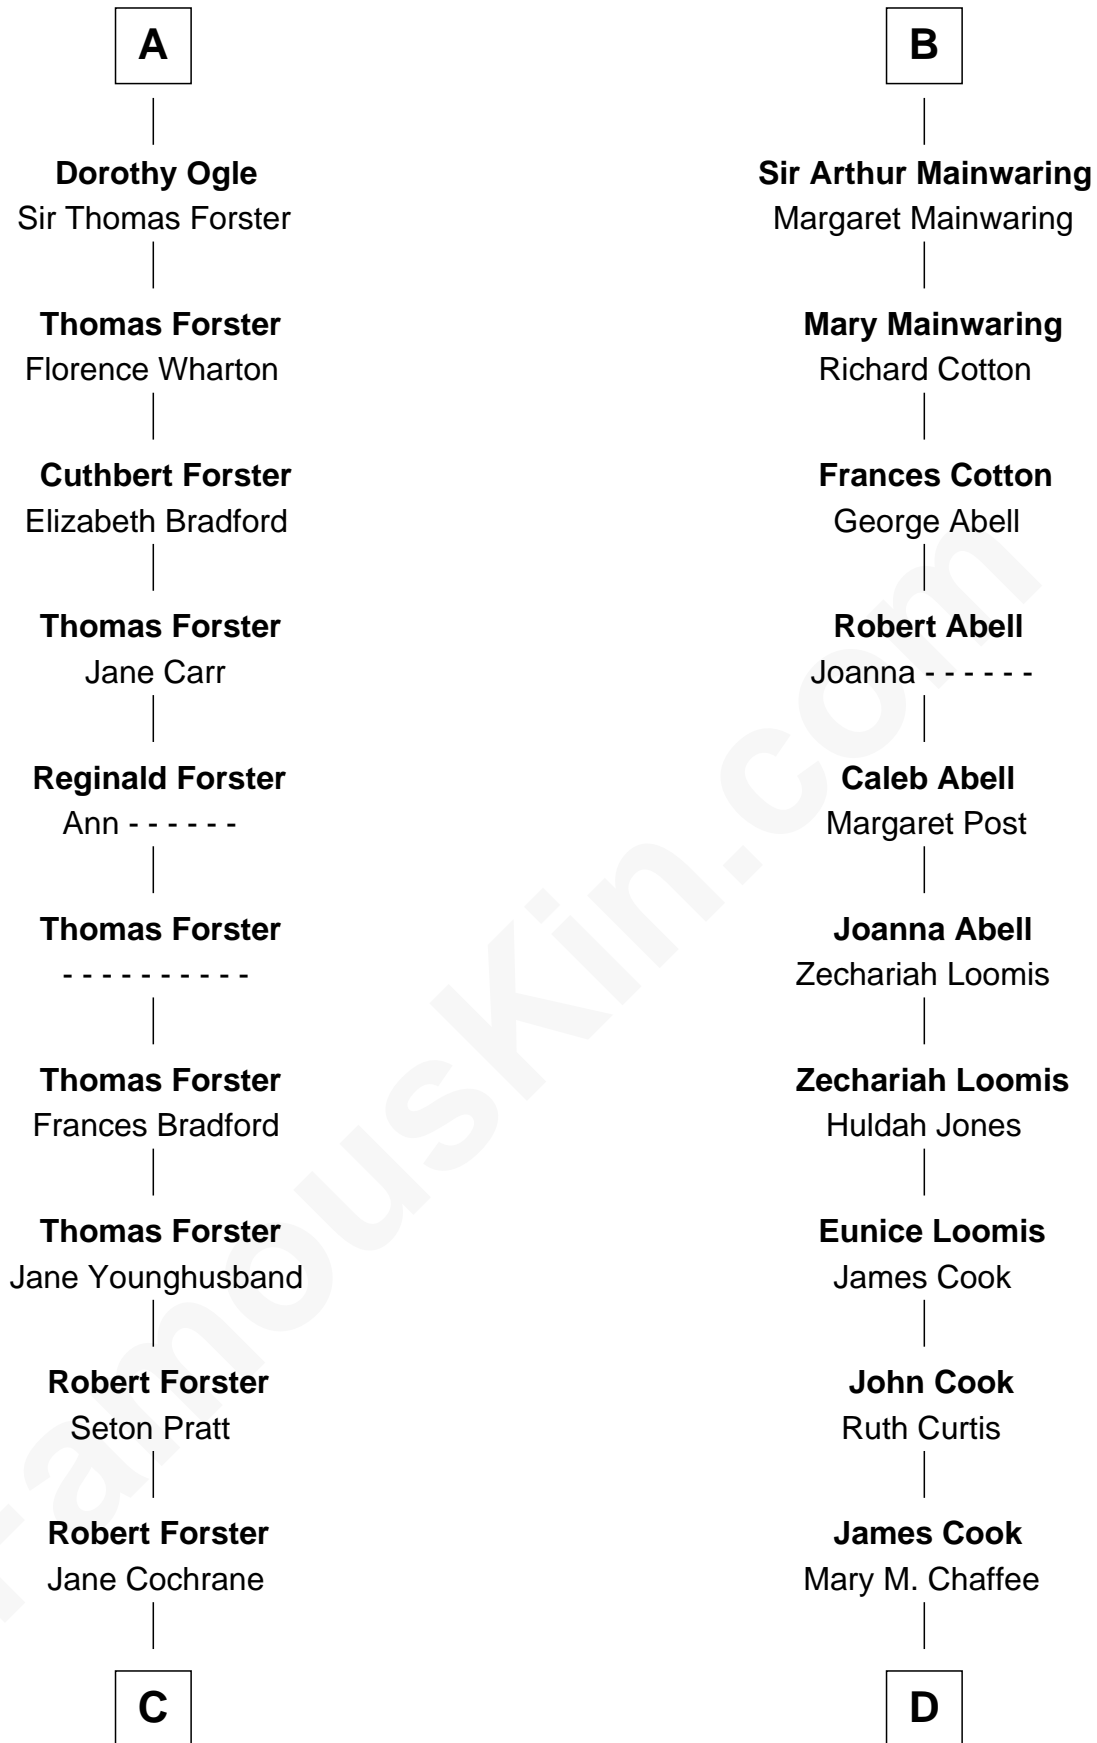 A
Dorothy Ogle
Sir Thomas Forster
Thomas Forster
Florence Wharton
Cuthbert Forster
Elizabeth Bradford
Thomas Forster
Jane Carr
Reginald Forster
Ann - - - - - -
Thomas Forster
- - - - - - - - - -
Thomas Forster
Frances Bradford
Thomas Forster
Jane Younghusband
Robert Forster
Seton Pratt
Robert Forster
Jane Cochrane
C
B
Sir Arthur Mainwaring
Margaret Mainwaring
Mary Mainwaring
Richard Cotton
Frances Cotton
George Abell
Robert Abell
Joanna - - - - - -
Caleb Abell
Margaret Post
Joanna Abell
Zechariah Loomis
Zechariah Loomis
Huldah Jones
Eunice Loomis
James Cook
John Cook
Ruth Curtis
James Cook
Mary M. Chaffee
D
FamousKin.com